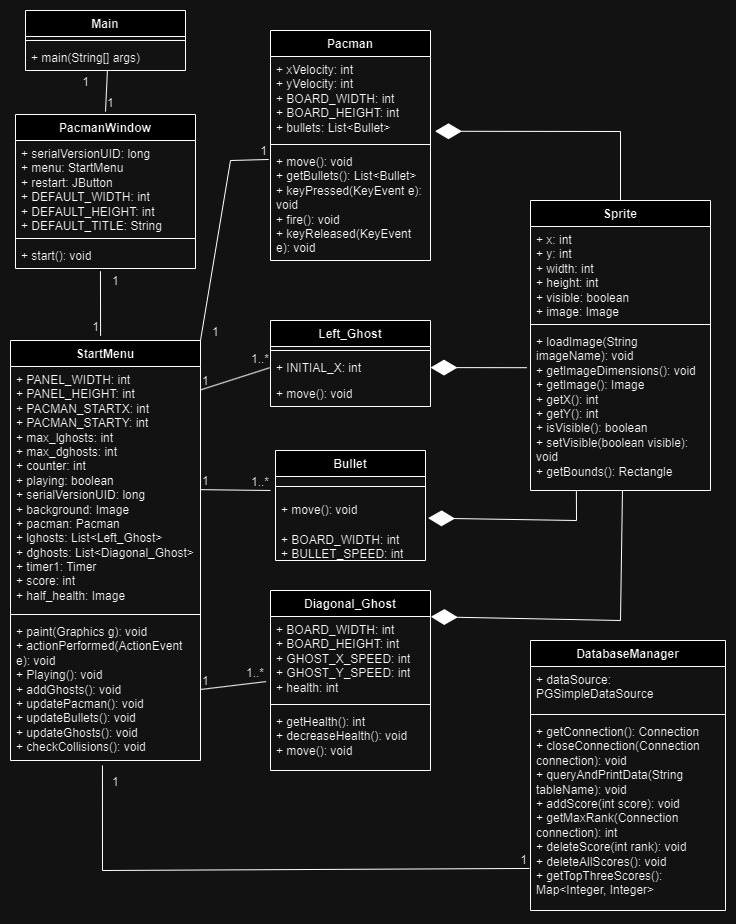 Main
+ main(String[] args)
1
1
PacmanWindow
+ serialVersionUID: long
+ menu: StartMenu
+ restart: JButton
+ DEFAULT_WIDTH: int
+ DEFAULT_HEIGHT: int
+ DEFAULT_TITLE: String
+ start(): void
1
1
StartMenu
+ PANEL_WIDTH: int
+ PANEL_HEIGHT: int
+ PACMAN_STARTX: int
+ PACMAN_STARTY: int
+ max_lghosts: int
+ max_dghosts: int
+ counter: int
+ playing: boolean
+ serialVersionUID: long
+ background: Image
+ pacman: Pacman
+ lghosts: List<Left_Ghost>
+ dghosts: List<Diagonal_Ghost>
+ timer1: Timer
+ score: int
+ half_health: Image
+ paint(Graphics g): void
+ actionPerformed(ActionEvent
e): void
+ Playing(): void
+ addGhosts(): void
+ updatePacman(): void
+ updateBullets(): void
+ updateGhosts(): void
+ checkCollisions(): void
1
1
Pacman
+ xVelocity: int
+ yVelocity: int
+ BOARD_WIDTH: int
+ BOARD_HEIGHT: int
+ bullets: List<Bullet>
+ move(): void
+ getBullets(): List<Bullet>
+ keyPressed(KeyEvent e):
void
+ fire(): void
+ keyReleased(KeyEvent
e): void
1
1..*
Left_Ghost
+ INITIAL_X: int
+ move(): void
1
1..*
Bullet
+ move(): void
+ BOARD_WIDTH: int
+ BULLET_SPEED: int
1
1..*
Diagonal_Ghost
+ BOARD_WIDTH: int
+ BOARD_HEIGHT: int
+ GHOST_X_SPEED: int
+ GHOST_Y_SPEED: int
+ health: int
+ getHealth(): int
+ decreaseHealth(): void
+ move(): void
Sprite
+ x: int
+ y: int
+ width: int
+ height: int
+ visible: boolean
+ image: Image
+ loadImage(String
imageName): void
+ getImageDimensions(): void
+ getImage(): Image
+ getX(): int
+ getY(): int
+ isVisible(): boolean
+ setVisible(boolean visible):
void
+ getBounds(): Rectangle
1
1
DatabaseManager
+ dataSource:
PGSimpleDataSource
+ getConnection(): Connection
+ closeConnection(Connection
connection): void
+ queryAndPrintData(String
tableName): void
+ addScore(int score): void
+ getMaxRank(Connection
connection): int
+ deleteScore(int rank): void
+ deleteAllScores(): void
+ getTopThreeScores():
Map<Integer, Integer>